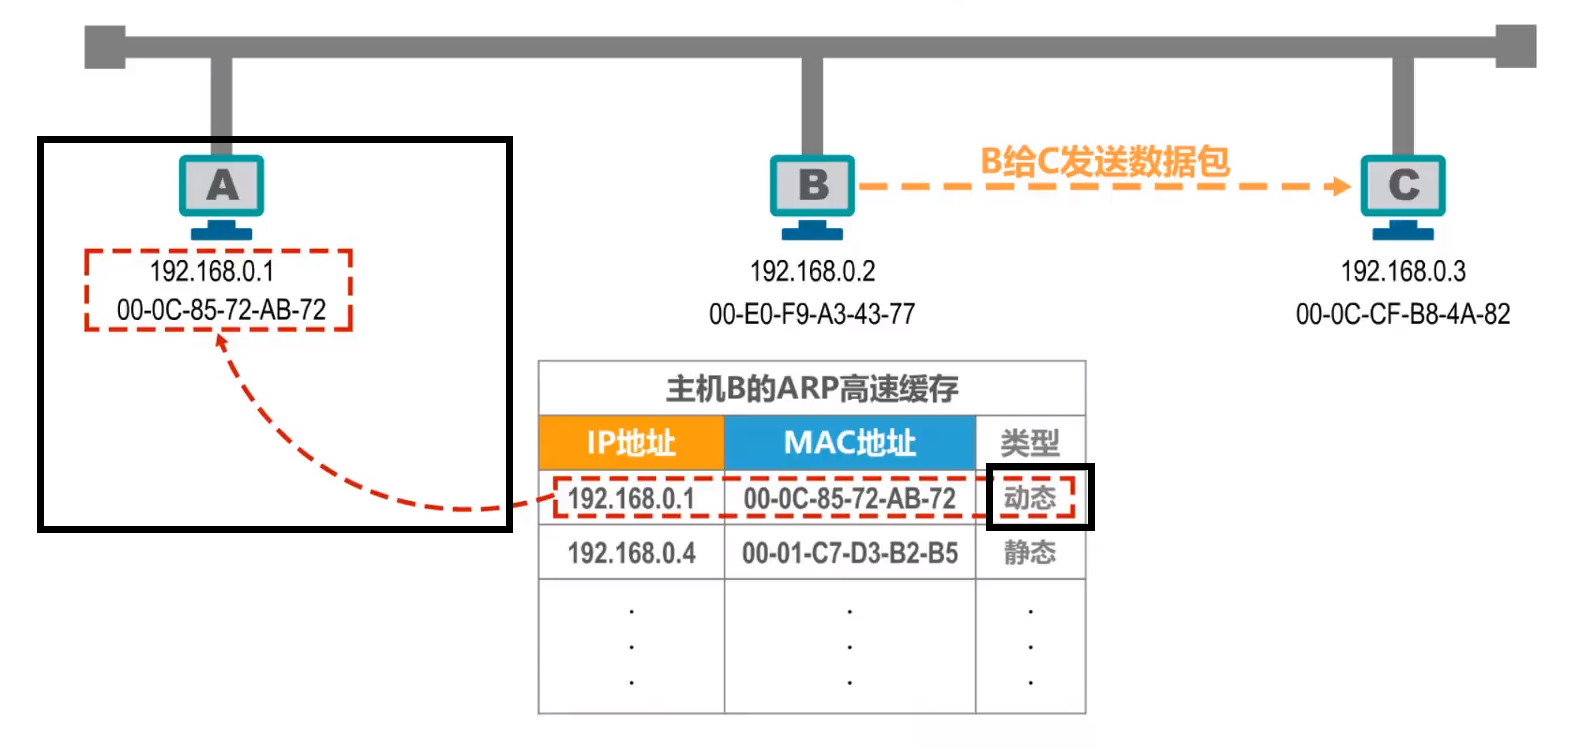 A
B
B给C发送数据包
C
192.168.0.1
00-0C-85-72-AB-72
192.168.0.2
00-E0-F9-A3-43-77
192.168.0.3
00-0C-CF-B8-4A-82
主机B的ARP高速缓存
IP地址 MAC地址 类型
192.168.0.1 00-0C-85-72-AB-72 动态
192.168.0.4 00-01-C7-D3-B2-B5 静态
. . .
. . .
. . .